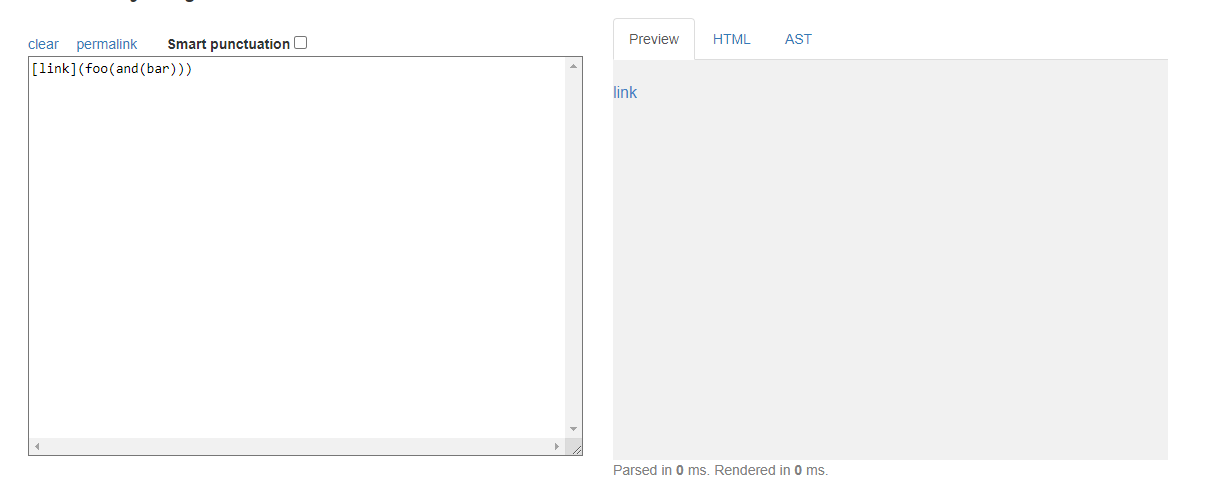 clear permalink Smart punctuation
[link](foo(and(bar)))
Preview HTML AST
link
Parsed in 0 ms. Rendered in 0 ms.